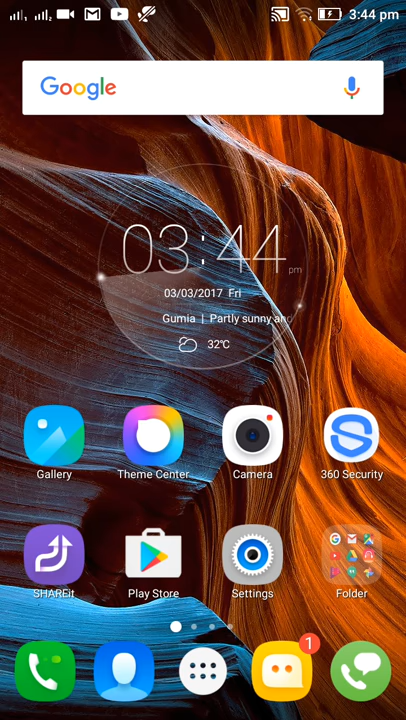 3:44 pm
Google
03:44 pm
03/03/2017 Fri
Gumia | Partly sunny an
32℃
Gallery
Theme Center
Camera
360 Security
SHAREit
Play Store
Settings
Folder
1